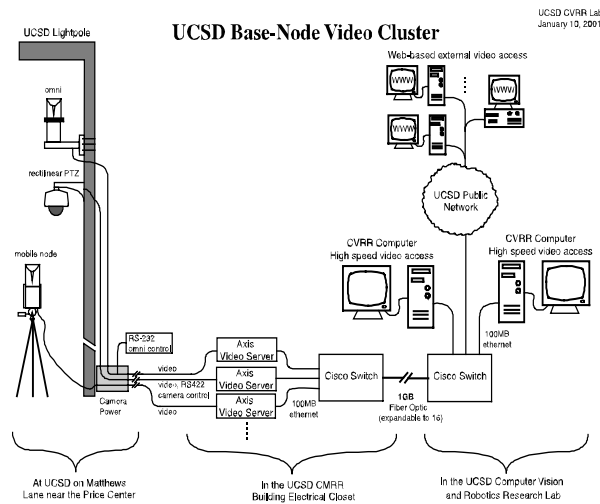 UCSD CVRR Lab
January 10, 2001
UCSD Base-Node Video Cluster
UCSD Lightpole
Web-based external video access
omni
WWW
WWW
WWW
rectilinear PTZ
UCSD Public
Network
CVRR Computer
High speed video access
CVRR Computer
High speed video access
mobile node
100MB
ethernet
RS-232
omni control
Axis
Video Server
video
Axis
Video Server
Cisco Switch
Cisco Switch
video, RS422
camera control
100MB
ethernet
1GB
Fiber Optic
(expandable to 16)
Camera
Power
video
Axis
Video Server
At UCSD on Matthews
Lane near the Price Center
In the UCSD CMRR
Building Electrical Closet
In the UCSD Computer Vision
and Robotics Research Lab